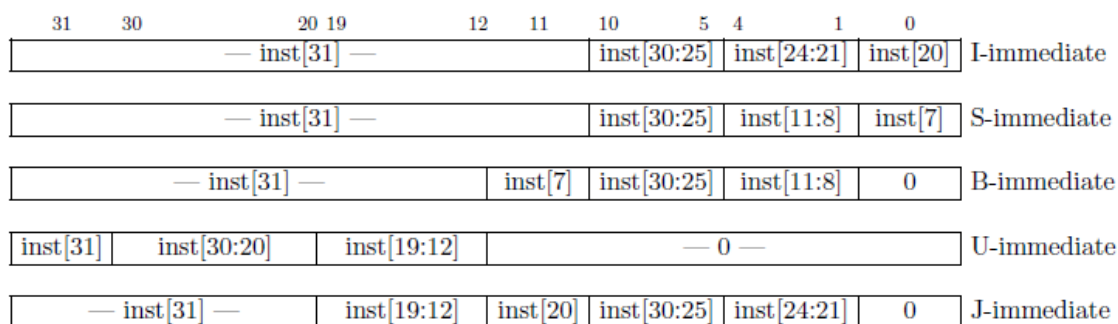 31 30 20 19 12 11 10 5 4 1 0
— inst[31] — inst[30:25] inst[24:21] inst[20] I-immediate
— inst[31] — inst[30:25] inst[11:8] inst[7] S-immediate
— inst[31] — inst[7] inst[30:25] inst[11:8] 0 B-immediate
inst[31] inst[30:20] inst[19:12] — 0 — U-immediate
— inst[31] — inst[19:12] inst[20] inst[30:25] inst[24:21] 0 J-immediate